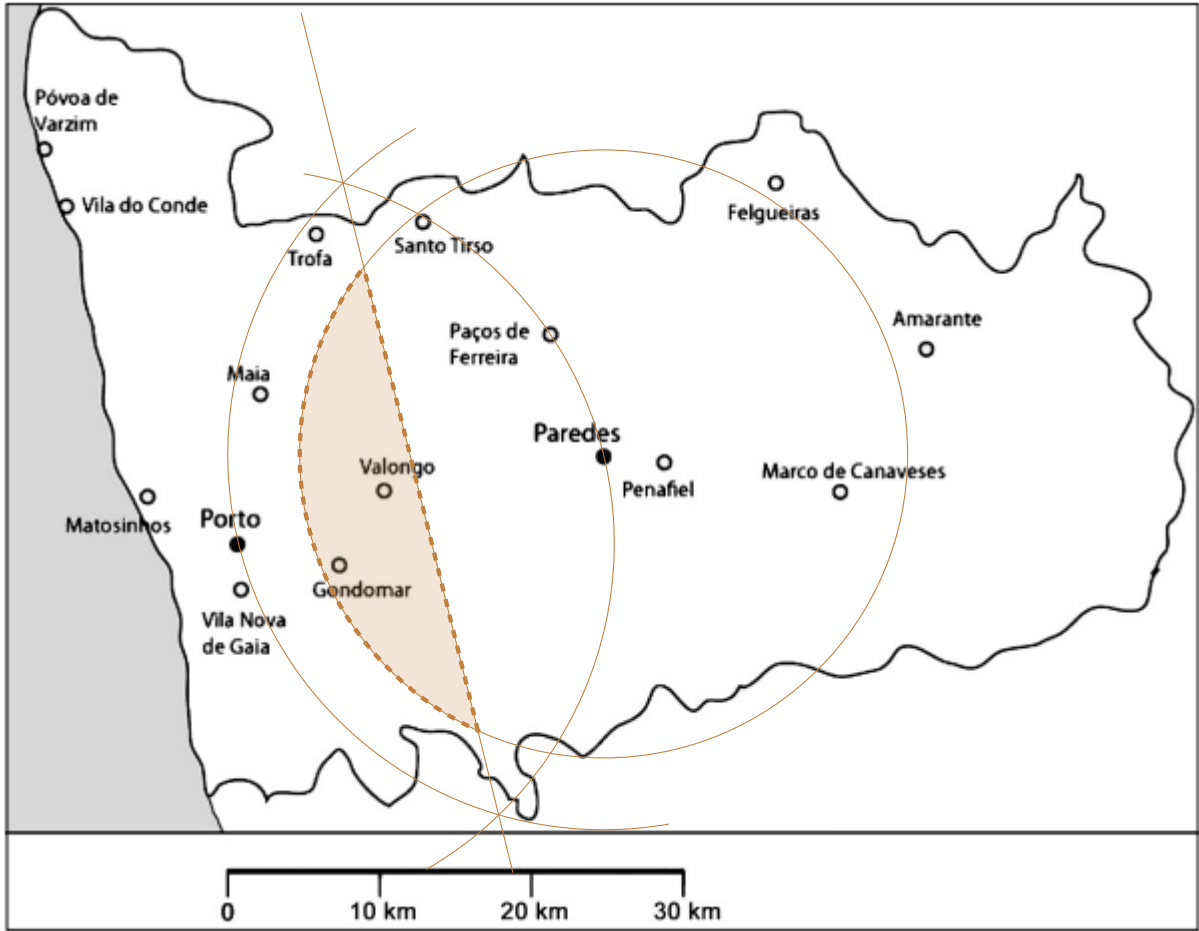 Póvoa de
Varzim
Vila do Conde
Trofa
Santo Tirso
Felgueiras
Paços de
Ferreira
Amarante
Maia
Paredes
Valongo
Penafiel
Marco de Canaveses
Matosinhos
Porto
Gondomar
Vila Nova
de Gaia
0 10 km 20 km 30 km